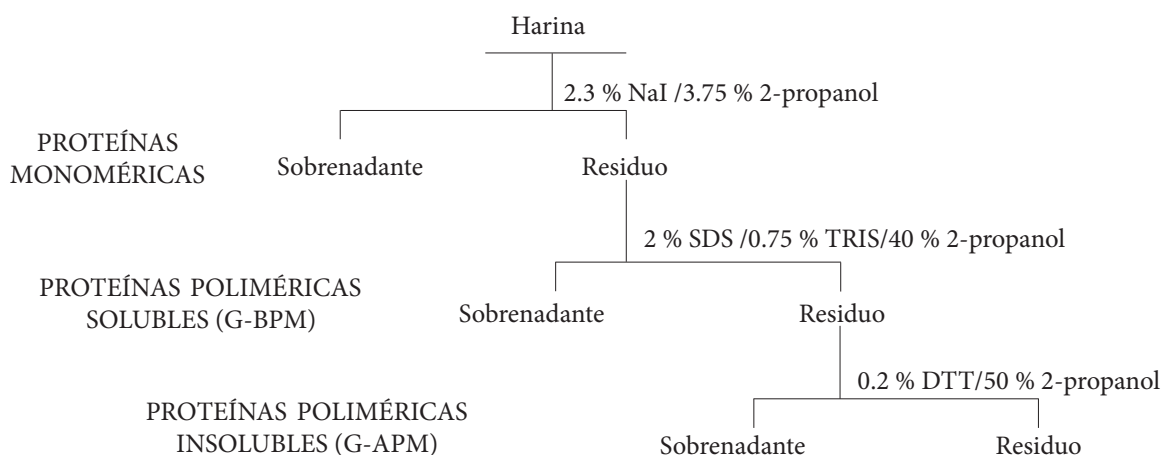 Harina
2.3 % NaI /3.75 % 2-propanol
PROTEÍNAS
MONOMÉRICAS
Sobrenadante
Residuo
2 % SDS /0.75 % TRIS/40 % 2-propanol
PROTEÍNAS POLIMÉRICAS
SOLUBLES (G-BPM)
Sobrenadante
Residuo
0.2 % DTT/50 % 2-propanol
PROTEÍNAS POLIMÉRICAS
INSOLUBLES (G-APM)
Sobrenadante
Residuo